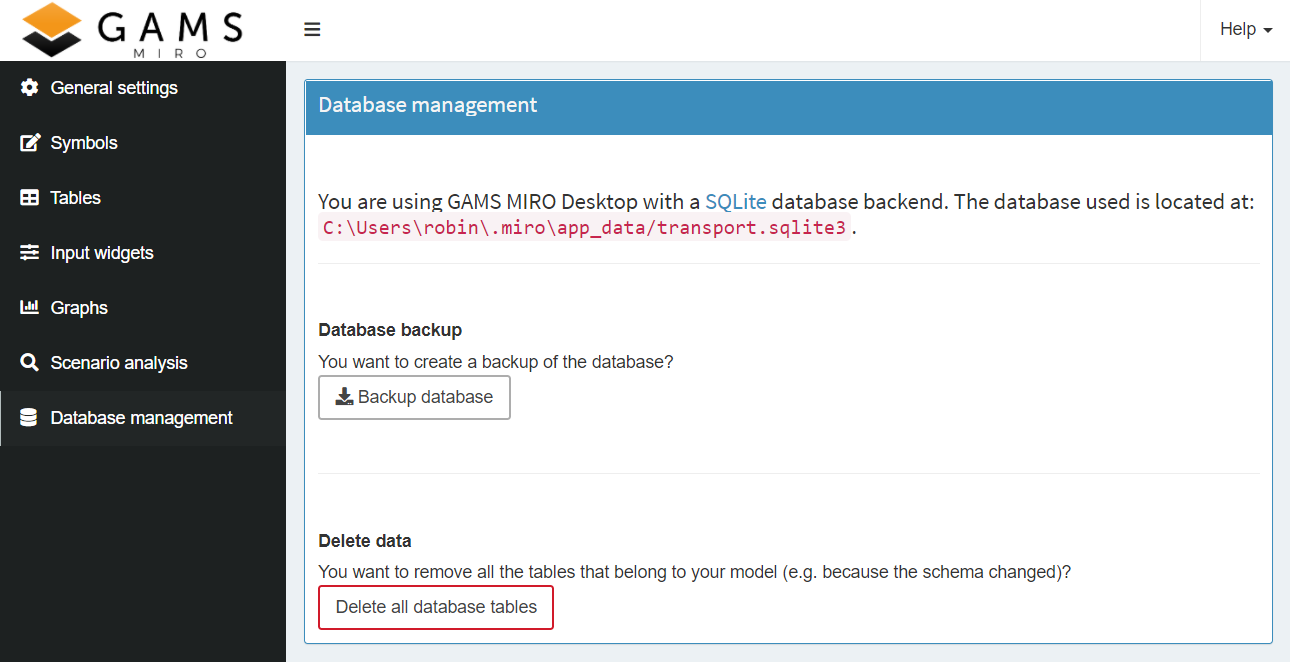 GAMS
MIRO
Help
General settings
Symbols
Tables
Input widgets
Graphs
Scenario analysis
Database management
Database management
You are using GAMS MIRO Desktop with a SQLite database backend. The database used is located at:
C:\Users\robin\.miro\app_data/transport.sqlite3.
Database backup
You want to create a backup of the database?
Backup database
Delete data
You want to remove all the tables that belong to your model (e.g. because the schema changed)?
Delete all database tables